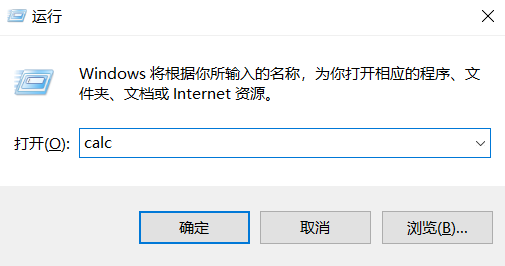 运行
Windows 将根据你所输入的名称，为你打开相应的程序、文
件夹、文档或 Internet 资源。
打开(O): calc
确定 取消 浏览(B)...